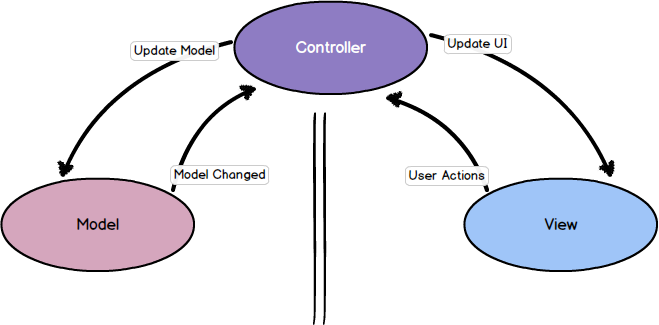 Controller
Update Model
Update UI
Model Changed
User Actions
Model
View